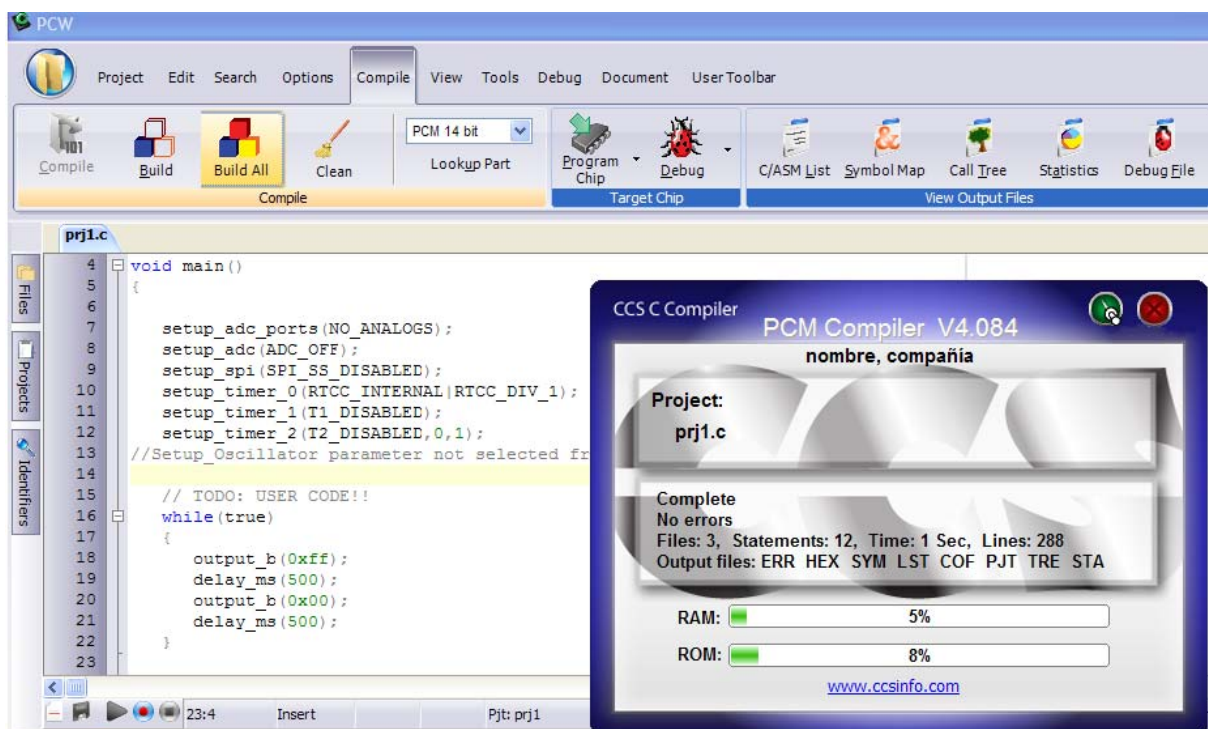 PCW
Project Edit Search Options Compile View Tools Debug Document User Toolbar
101
PCM 14 bit
Compile Build Build All Clean Lookup Part Program Chip Debug C/ASM List Symbol Map Call Tree Statistics Debug File
Compile Target Chip View Output Files
prj1.c
Files
Projects
Identifiers
4 void main()
5 {
6
7 setup_adc_ports(NO_ANALOGS);
8 setup_adc(ADC_OFF);
9 setup_spi(SPI_SS_DISABLED);
10 setup_timer_0(RTCC_INTERNAL|RTCC_DIV_1);
11 setup_timer_1(T1_DISABLED);
12 setup_timer_2(T2_DISABLED,0,1);
13 //Setup_Oscillator parameter not selected fr
14
15 // TODO: USER CODE!!
16 while(true)
17 {
18 output_b(0xff);
19 delay_ms(500);
20 output_b(0x00);
21 delay_ms(500);
22 }
23
23:4 Insert Pjt: prj1
CCS C Compiler
PCM Compiler V4.084
nombre, compañía
Project:
prj1.c
Complete
No errors
Files: 3, Statements: 12, Time: 1 Sec, Lines: 288
Output files: ERR HEX SYM LST COF PJT TRE STA
RAM: 5%
ROM: 8%
www.ccsinfo.com